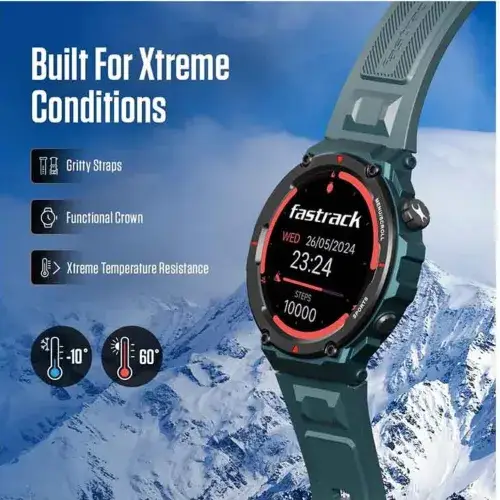 Built For Xtreme
Conditions
Gritty Straps
Functional Crown
Xtreme Temperature Resistance
-10°
60°
fastrack
WED 26/05/2024
23:24
STEPS
10000
MENU/SCROLL
SPORTS